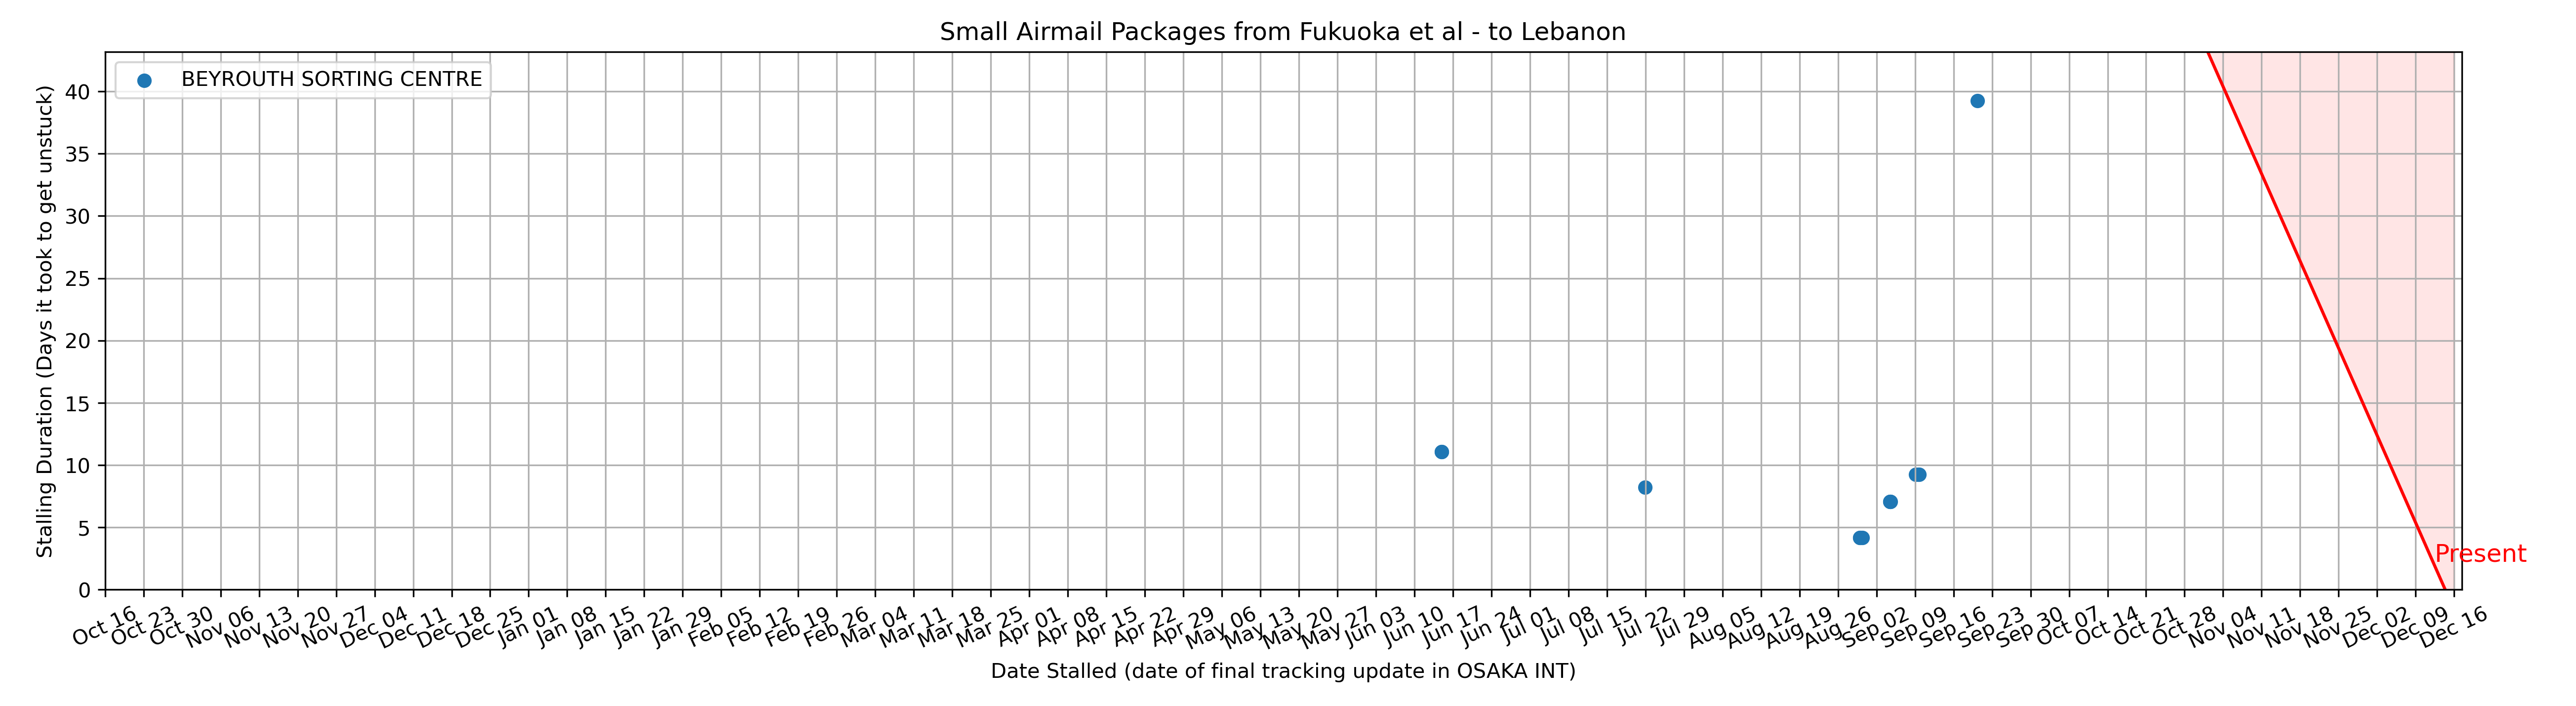 Small Airmail Packages from Fukuoka et al - to Lebanon
BEYROUTH SORTING CENTRE
Stalling Duration (Days it took to get unstuck)
40
35
30
25
20
15
10
5
0
Present
Oct 16 Oct 23 Oct 30 Nov 06 Nov 13 Nov 20 Nov 27 Dec 04 Dec 11 Dec 18 Dec 25 Jan 01 Jan 08 Jan 15 Jan 22 Jan 29 Feb 05 Feb 12 Feb 19 Feb 26 Mar 04 Mar 11 Mar 18 Mar 25 Apr 01 Apr 08 Apr 15 Apr 22 Apr 29 May 06 May 13 May 20 May 27 Jun 03 Jun 10 Jun 17 Jun 24 Jul 01 Jul 08 Jul 15 Jul 22 Jul 29 Aug 05 Aug 12 Aug 19 Aug 26 Sep 02 Sep 09 Sep 16 Sep 23 Sep 30 Oct 07 Oct 14 Oct 21 Oct 28 Nov 04 Nov 11 Nov 18 Nov 25 Dec 02 Dec 09 Dec 16
Date Stalled (date of final tracking update in OSAKA INT)